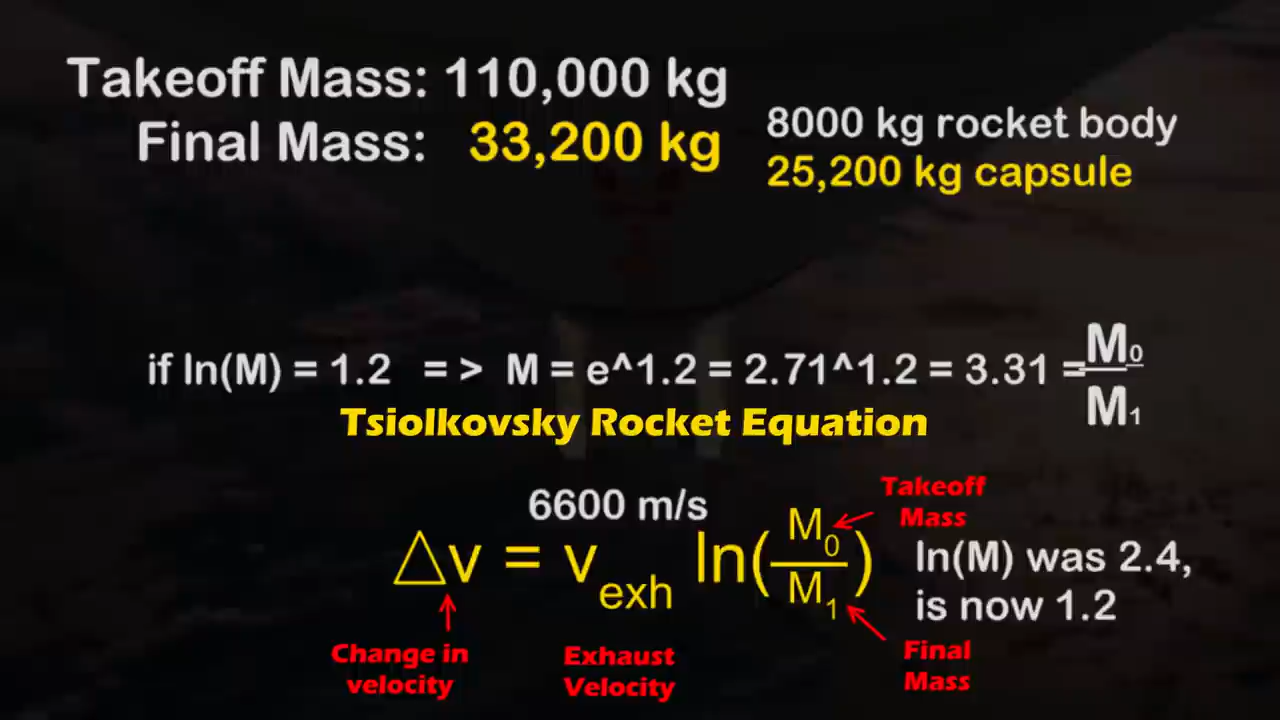 Takeoff Mass: 110,000 kg
Final Mass: 33,200 kg
8000 kg rocket body
25,200 kg capsule
if ln(M) = 1.2 = > M = e^1.2 = 2.71^1.2 = 3.31 = M0
M1
Tsiolkovsky Rocket Equation
6600 m/s
△v = vexh ln(M0/M1)
Takeoff
Mass
ln(M) was 2.4,
is now 1.2
Change in
velocity
Exhaust
Velocity
Final
Mass